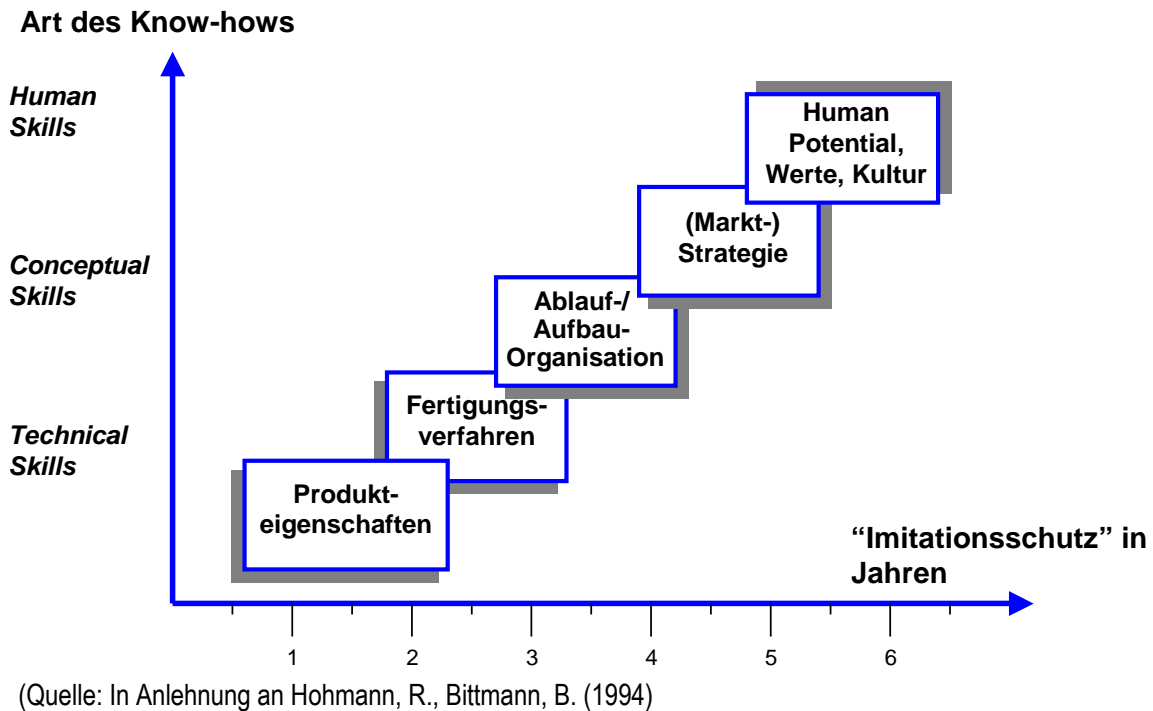 Art des Know-hows
Human
Skills
Human
Potential,
Werte, Kultur
(Markt-)
Strategie
Conceptual
Skills
Ablauf-/
Aufbau-
Organisation
Fertigungs-
verfahren
Technical
Skills
Produkt-
eigenschaften
“Imitationsschutz” in
Jahren
1 2 3 4 5 6
(Quelle: In Anlehnung an Hohmann, R., Bittmann, B. (1994)